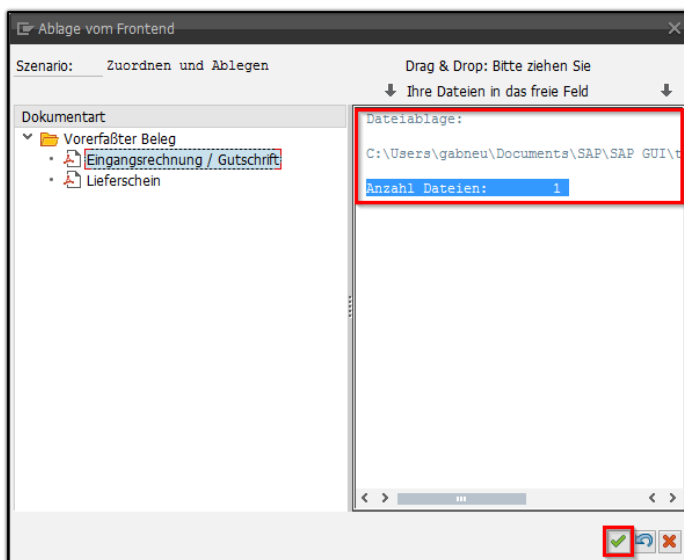 Ablage vom Frontend
Szenario: Zuordnen und Ablegen
Drag & Drop: Bitte ziehen Sie
Ihre Dateien in das freie Feld
Dokumentart
Vorerfaßter Beleg
Eingangsrechnung / Gutschrift
Lieferschein
Dateiablage:
C:\Users\gabneu\Documents\SAP\SAP GUI\t
Anzahl Dateien: 1